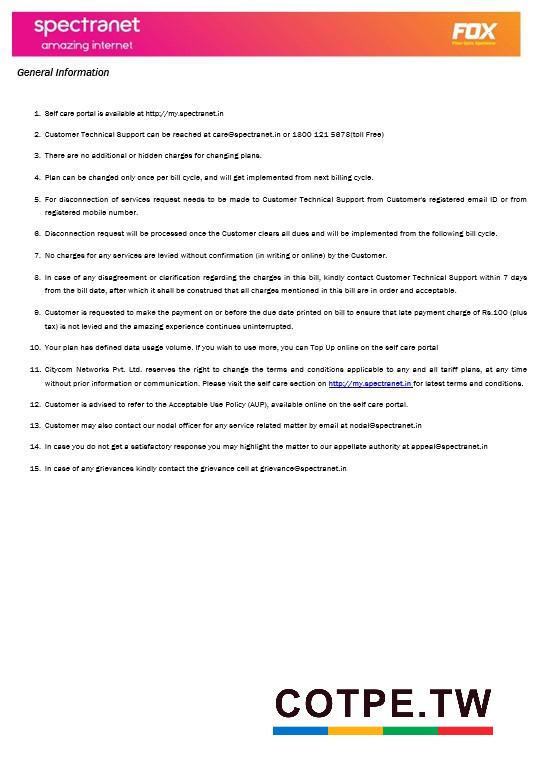 spectranet
amazing internet
FOX
Fiber Optic Xperience
General Information
1. Self care portal is available at http://my.spectranet.in
2. Customer Technical Support can be reached at care@spectranet.in or 1800 121 5678(toll Free)
3. There are no additional or hidden charges for changing plans.
4. Plan can be changed only once per bill cycle, and will get implemented from next billing cycle.
5. For disconnection of services request needs to be made to Customer Technical Support from Customer's registered email ID or from
registered mobile number.
6. Disconnection request will be processed once the Customer clears all dues and will be implemented from the following bill cycle.
7. No charges for any services are levied without confirmation (in writing or online) by the Customer.
8. In case of any disagreement or clarification regarding the charges in this bill, kindly contact Customer Technical Support within 7 days
from the bill date, after which it shall be construed that all charges mentioned in this bill are in order and acceptable.
9. Customer is requested to make the payment on or before the due date printed on bill to ensure that late payment charge of Rs.100 (plus
tax) is not levied and the amazing experience continues uninterrupted.
10. Your plan has defined data usage volume. If you wish to use more, you can Top Up online on the self care portal
11. Citycom Networks Pvt. Ltd. reserves the right to change the terms and conditions applicable to any and all tariff plans, at any time
without prior information or communication. Please visit the self care section on http://my.spectranet.in for latest terms and conditions.
12. Customer is advised to refer to the Acceptable Use Policy (AUP), available online on the self care portal.
13. Customer may also contact our nodal officer for any service related matter by email at nodal@spectranet.in
14. In case you do not get a satisfactory response you may highlight the matter to our appellate authority at appeal@spectranet.in
15. In case of any grievances kindly contact the grievance cell at grievance@spectranet.in
COTPE.TW